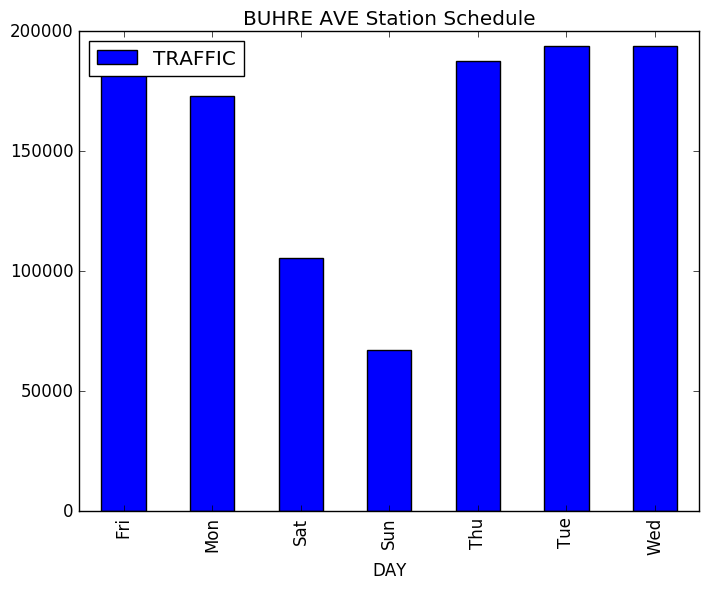 BUHRE AVE Station Schedule
TRAFFIC
200000
150000
100000
50000
0
Fri Mon Sat Sun Thu Tue Wed
DAY